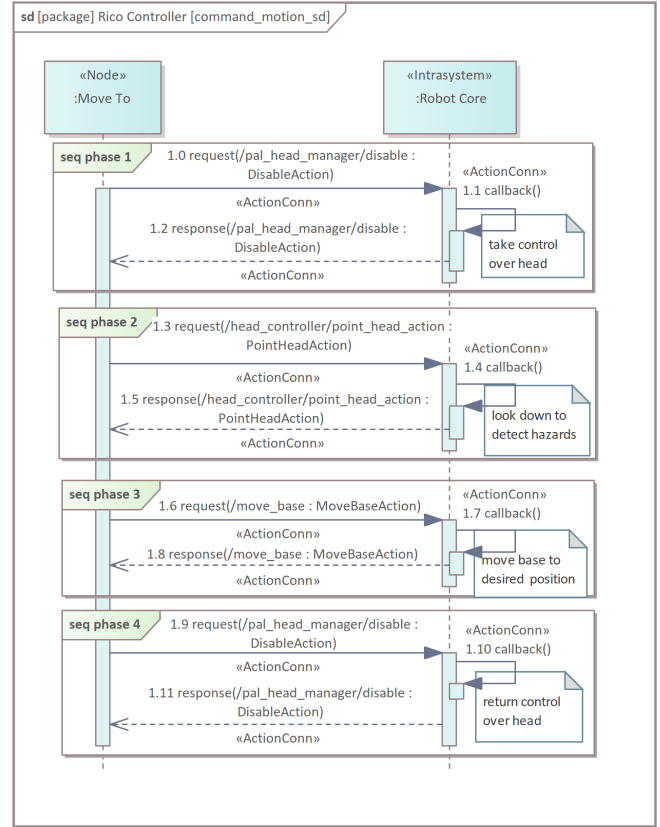 sd [package] Rico Controller [command_motion_sd]
«Node»
:Move To
«Intrasystem»
:Robot Core
seq phase 1
1.0 request(/pal_head_manager/disable :
DisableAction)
«ActionConn»
«ActionConn»
1.1 callback()
1.2 response(/pal_head_manager/disable :
DisableAction)
«ActionConn»
take control
over head
seq phase 2
1.3 request(/head_controller/point_head_action :
PointHeadAction)
«ActionConn»
«ActionConn»
1.4 callback()
1.5 response(/head_controller/point_head_action :
PointHeadAction)
«ActionConn»
look down to
detect hazards
seq phase 3
1.6 request(/move_base : MoveBaseAction)
«ActionConn»
«ActionConn»
1.7 callback()
1.8 response(/move_base : MoveBaseAction)
«ActionConn»
move base to
desired position
seq phase 4
1.9 request(/pal_head_manager/disable :
DisableAction)
«ActionConn»
«ActionConn»
1.10 callback()
1.11 response(/pal_head_manager/disable :
DisableAction)
«ActionConn»
return control
over head